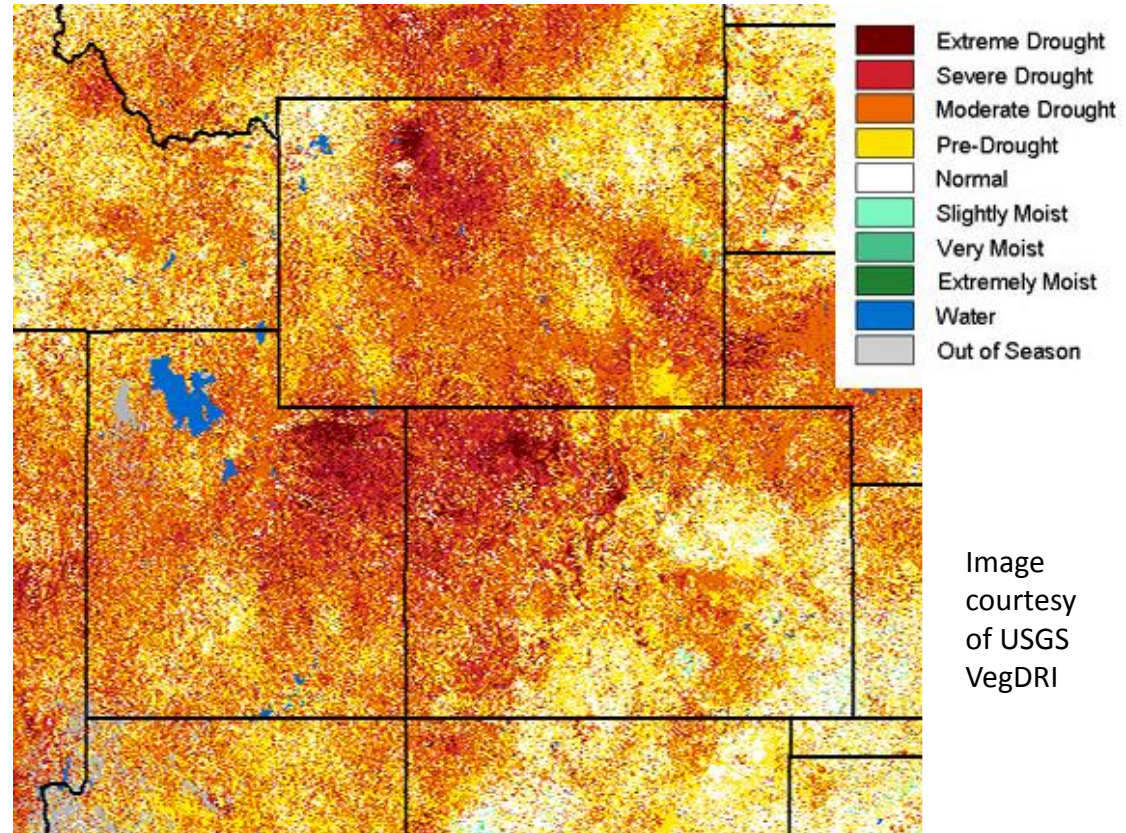 Extreme Drought
Severe Drought
Moderate Drought
Pre-Drought
Normal
Slightly Moist
Very Moist
Extremely Moist
Water
Out of Season
Image
courtesy
of USGS
VegDRI